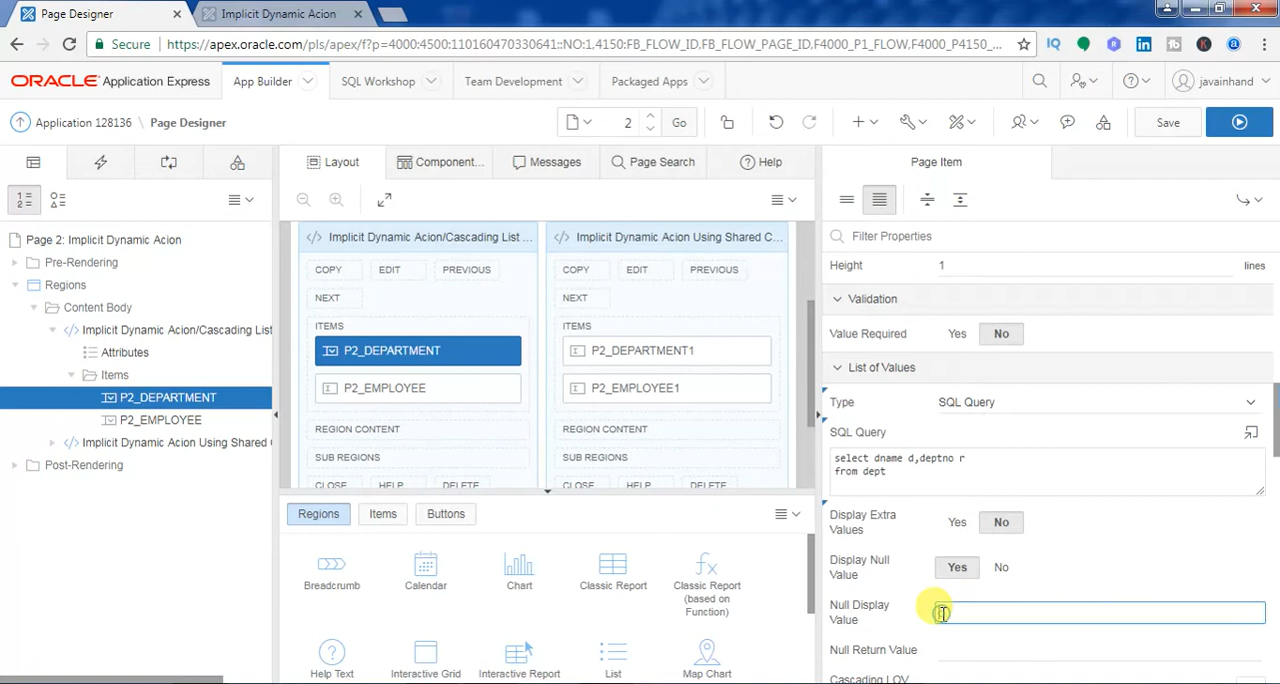 Page Designer
Implicit Dynamic Acion
Secure
https://apex.oracle.com/pls/apex/f?p=4000:4500:110160470330641::NO:1,4150:FB_FLOW_ID,FB_FLOW_PAGE_ID,F4000_P1_FLOW,F4000_P4150_...
ORACLE Application Express
App Builder
SQL Workshop
Team Development
Packaged Apps
javainhand
Application 128136
Page Designer
2
Go
Save
Layout
Component...
Messages
Page Search
Help
Page Item
Page 2: Implicit Dynamic Acion
Pre-Rendering
Regions
Content Body
Implicit Dynamic Acion/Cascading List
Attributes
Items
P2_DEPARTMENT
P2_EMPLOYEE
Implicit Dynamic Acion Using Shared
Post-Rendering
Implicit Dynamic Acion/Cascading List ...
COPY
EDIT
PREVIOUS
NEXT
ITEMS
P2_DEPARTMENT
P2_EMPLOYEE
REGION CONTENT
SUB REGIONS
CLOSE
HELP
DELETE
Implicit Dynamic Acion Using Shared C...
COPY
EDIT
PREVIOUS
NEXT
ITEMS
P2_DEPARTMENT1
P2_EMPLOYEE1
REGION CONTENT
SUB REGIONS
CLOSE
HELP
DELETE
Regions
Items
Buttons
Breadcrumb
Calendar
Chart
Classic Report
Classic Report
(based on
Function)
Help Text
Interactive Grid
Interactive Report
List
Map Chart
Filter Properties
Height
1
lines
Validation
Value Required
Yes
No
List of Values
Type
SQL Query
SQL Query
select dname d,deptno r
from dept
Display Extra
Values
Yes
No
Display Null
Value
Yes
No
Null Display
Value
Null Return Value
Cascading LOV